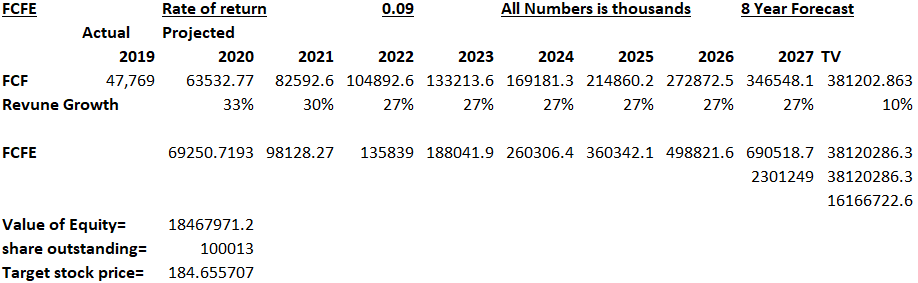 FCFE Rate of return 0.09 All Numbers is thousands 8 Year Forecast
Actual Projected
2019 2020 2021 2022 2023 2024 2025 2026 2027 TV
FCF 47,769 63532.77 82592.6 104892.6 133213.6 169181.3 214860.2 272872.5 346548.1 381202.863
Revune Growth 33% 30% 27% 27% 27% 27% 27% 27% 10%
FCFE 69250.7193 98128.27 135839 188041.9 260306.4 360342.1 498821.6 690518.7 38120286.3
2301249 38120286.3
16166722.6
Value of Equity= 18467971.2
share outstanding= 100013
Target stock price= 184.655707